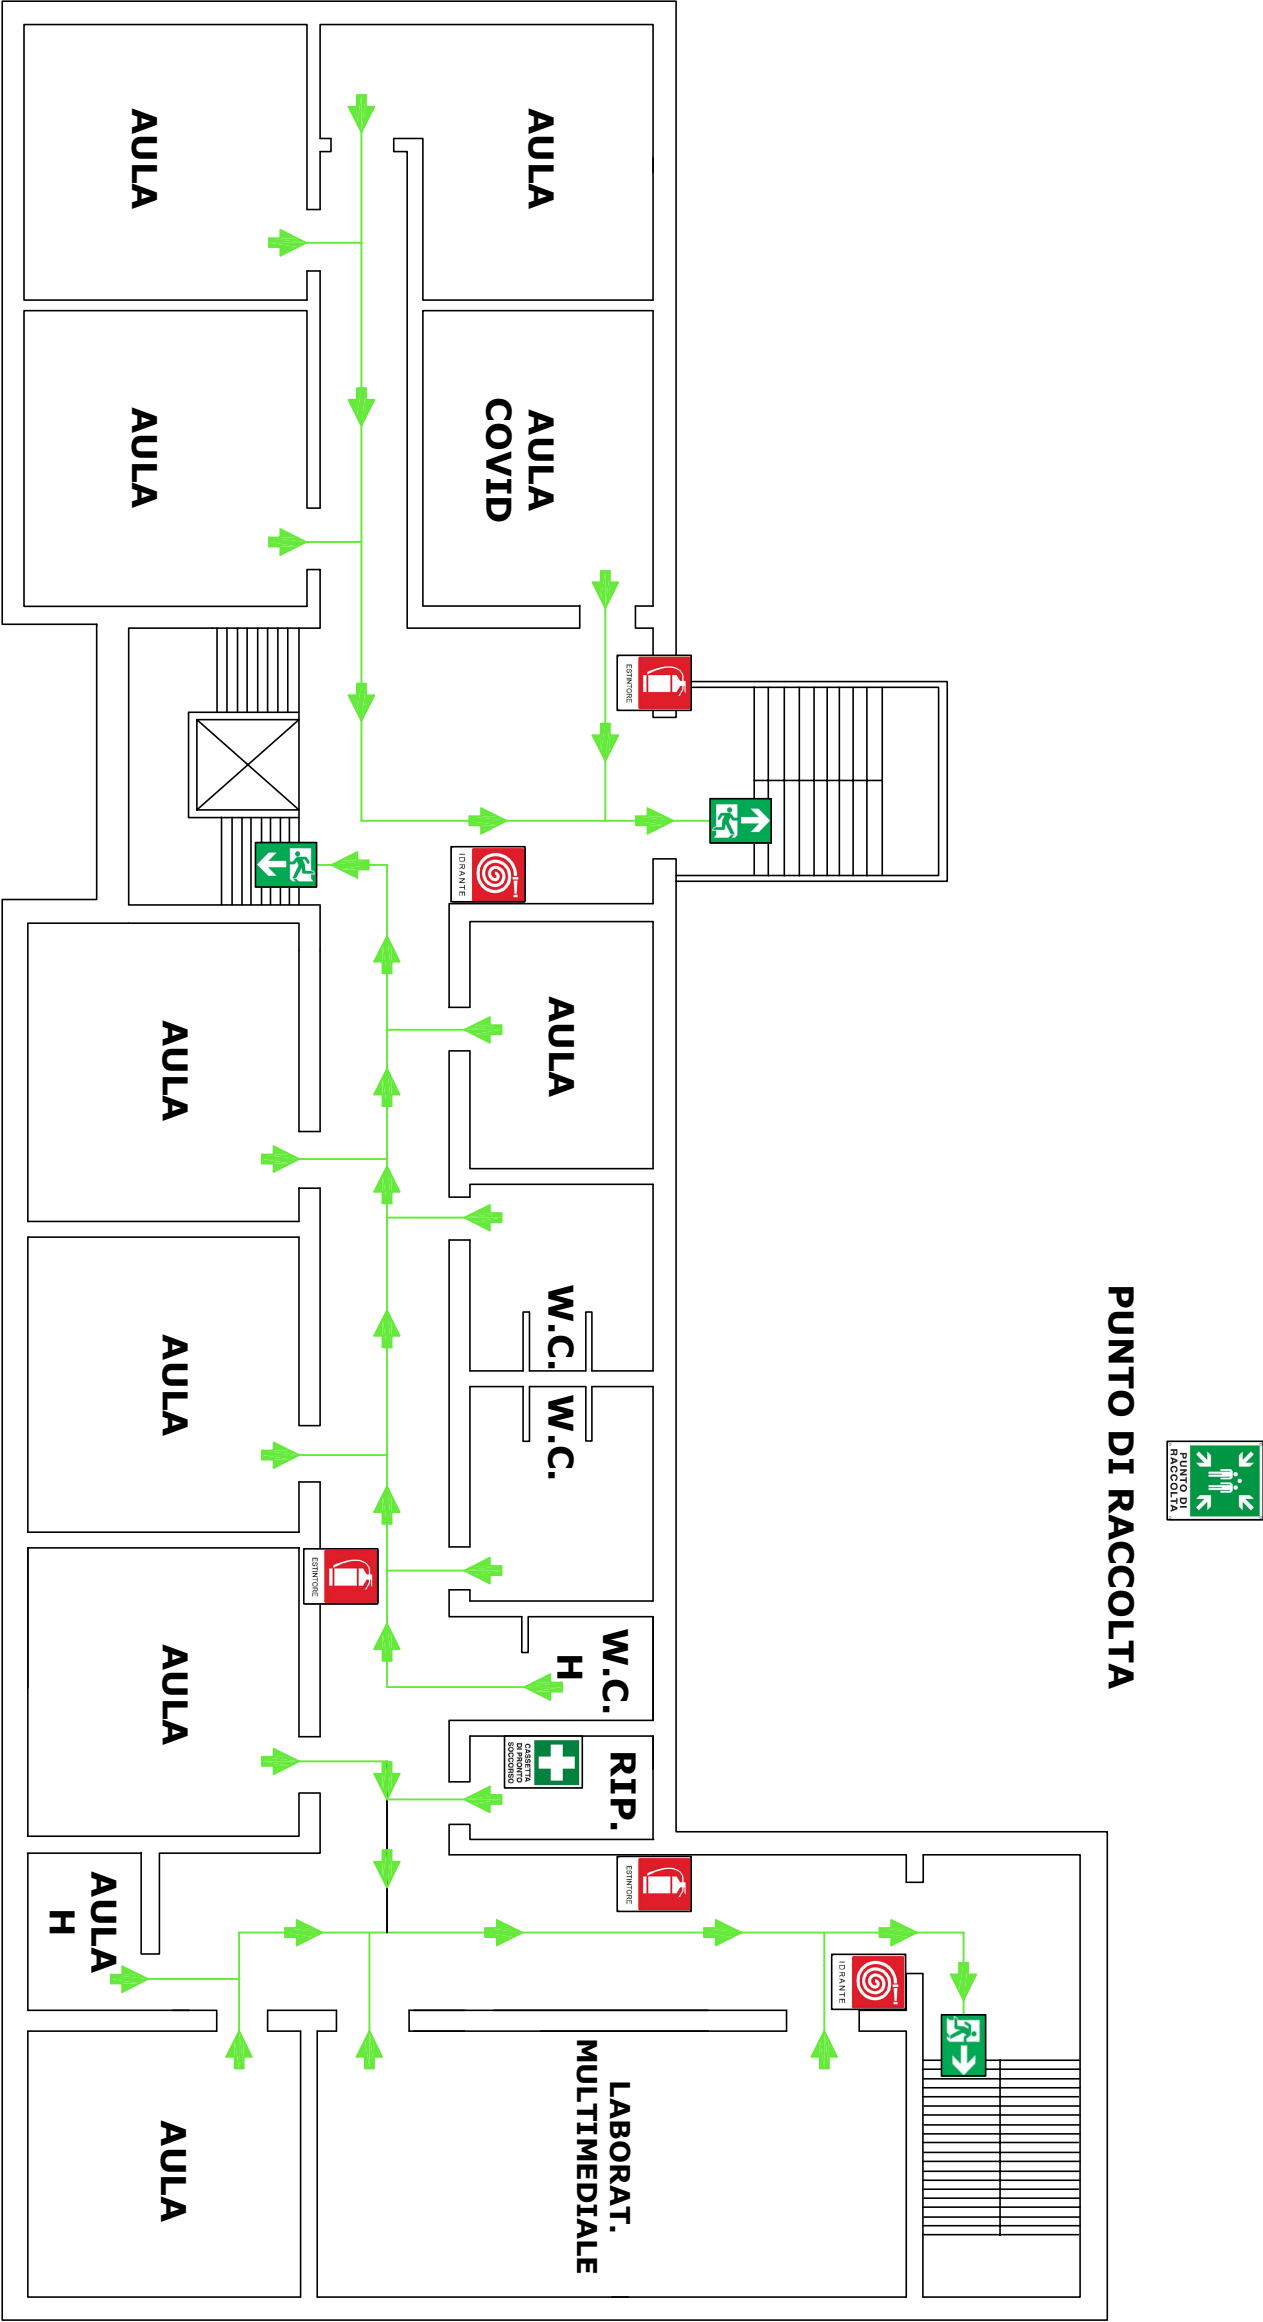 PUNTO DI
RACCOLTA
PUNTO DI RACCOLTA
IDRANTE
ESTINTORE
ESTINTORE
AULA
AULA
COVID
AULA
W.C.
W.C.
W.C.
H
RIP.
CASSETTA
DI PRONTO
SOCCORSO
LABORAT.
MULTIMEDIALE
IDRANTE
ESTINTORE
AULA
AULA
AULA
AULA
AULA
AULA
H
AULA